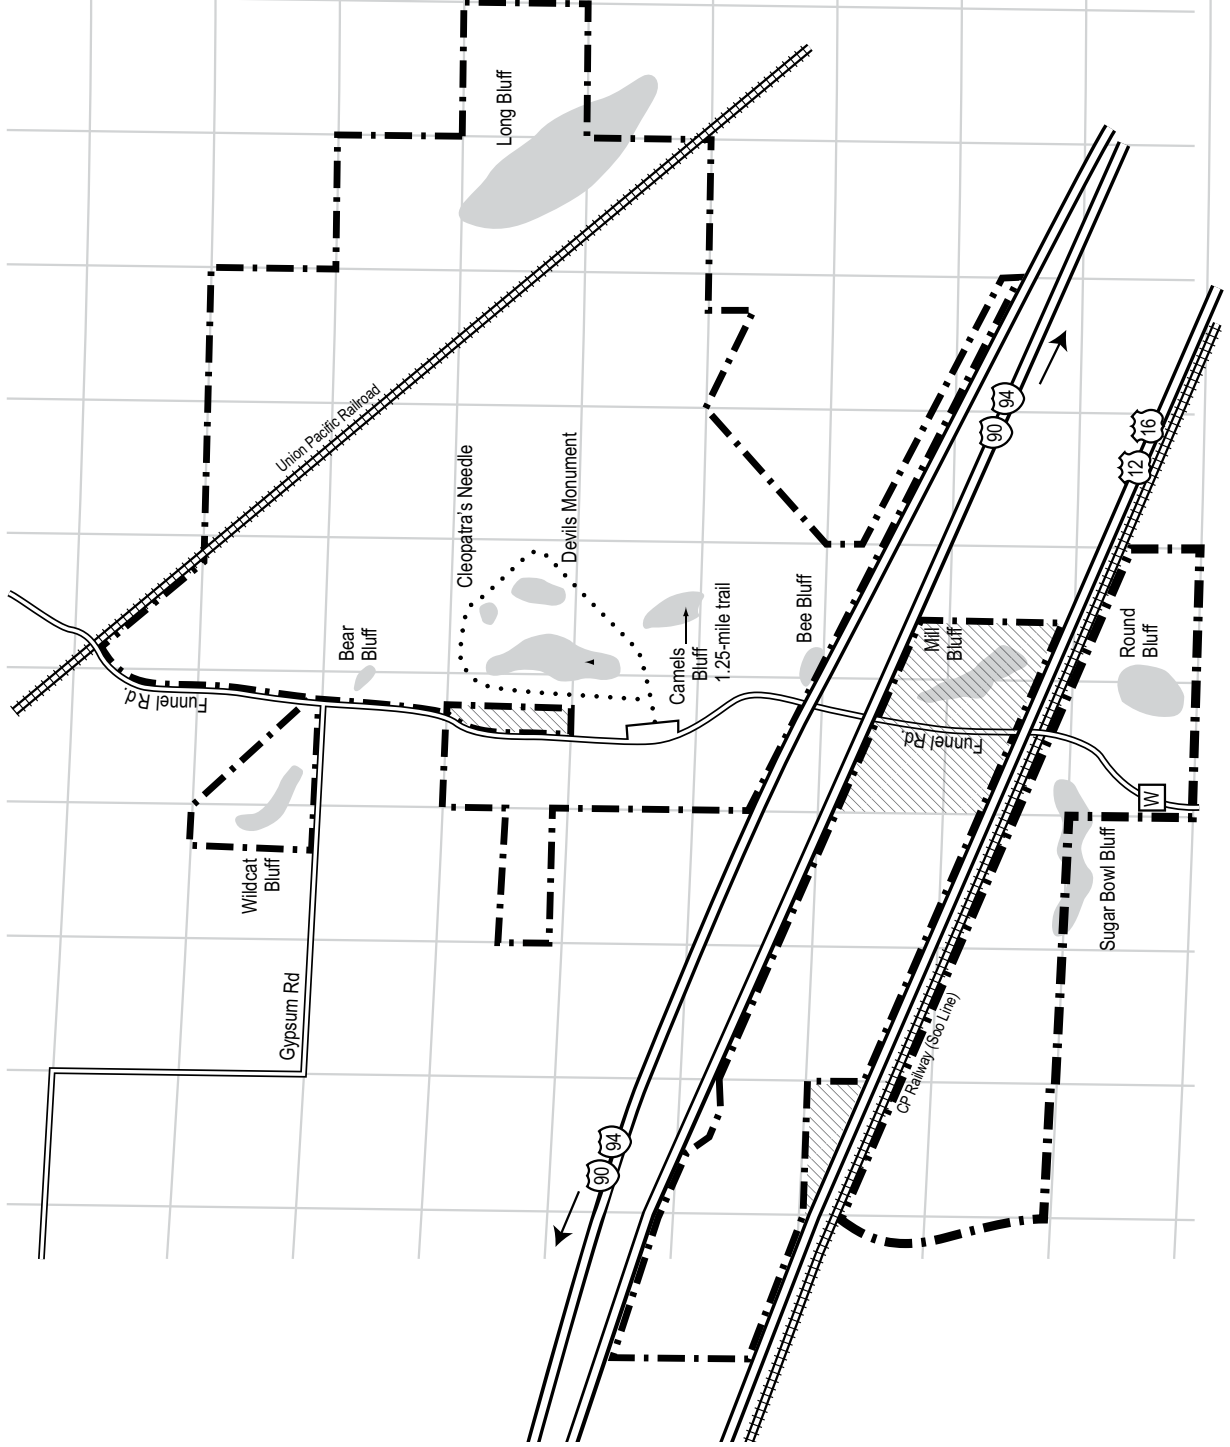 Long Bluff
Union Pacific Railroad
Cleopatra's Needle
Devils Monument
94
90
16
12
Bear
Bluff
Camels
Bluff
1.25-mile trail
Bee Bluff
Mill
Bluff
Round
Bluff
Funnel Rd.
Funnel Rd.
W
Wildcat
Bluff
Sugar Bowl Bluff
Gypsum Rd
CP Railway (Soo Line)
94
90